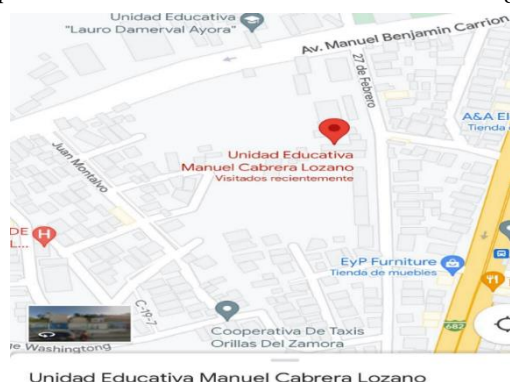 Unidad Educativa
"Lauro Damerval Ayora"
Av. Manuel Benjamin Carrion
27 de Febrero
A&A El
Tienda
Unidad Educativa
Manuel Cabrera Lozano
Visitados recientemente
Juan Montalvo
DE
L...
H
EyP Furniture
Tienda de muebles
C-19-7
682
Cooperativa De Taxis
Orillas Del Zamora
Washingtong
Unidad Educativa Manuel Cabrera Lozano